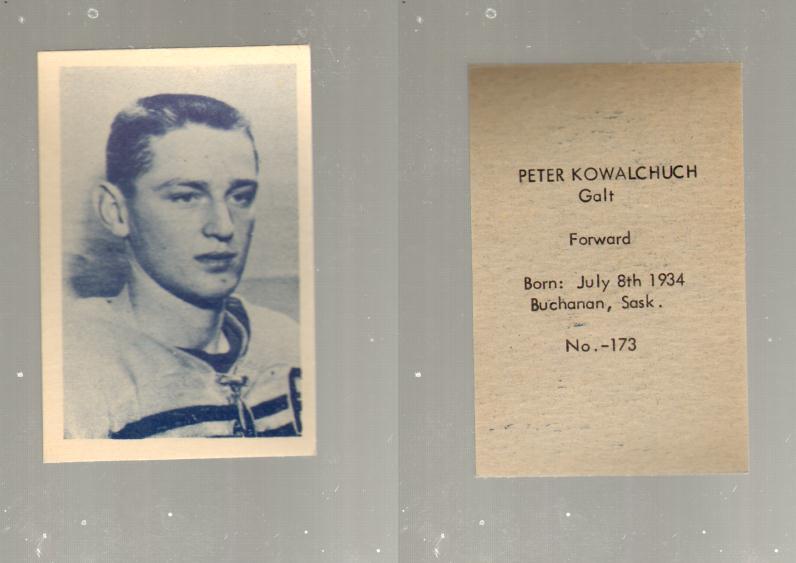 PETER KOWALCHUCH
Galt
Forward
Born: July 8th 1934
Buchanan, Sask.
No.-173